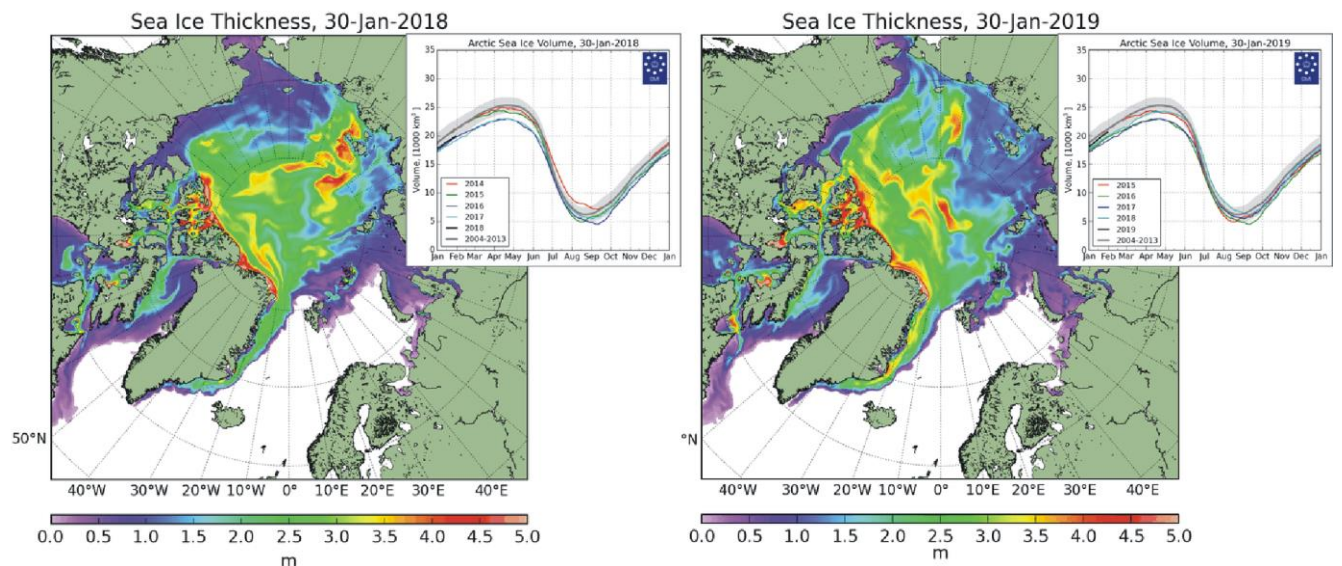 Sea Ice Thickness, 30-Jan-2018
Arctic Sea Ice Volume, 30-Jan-2018
Volume, [1000 km³]
35
30
25
20
15
10
5
0
Jan Feb Mar Apr May Jun Jul Aug Sep Oct Nov Dec Jan
2014
2015
2016
2017
2018
2004-2013
50°N
40°W 30°W 20°W 10°W 0° 10°E 20°E 30°E 40°E
0.0 0.5 1.0 1.5 2.0 2.5 3.0 3.5 4.0 4.5 5.0
m
Sea Ice Thickness, 30-Jan-2019
Arctic Sea Ice Volume, 30-Jan-2019
Volume, [1000 km³]
35
30
25
20
15
10
5
0
Jan Feb Mar Apr May Jun Jul Aug Sep Oct Nov Dec Jan
2015
2016
2017
2018
2019
2004-2013
°N
40°W 30°W 20°W 10°W 0° 10°E 20°E 30°E 40°E
0.0 0.5 1.0 1.5 2.0 2.5 3.0 3.5 4.0 4.5 5.0
m